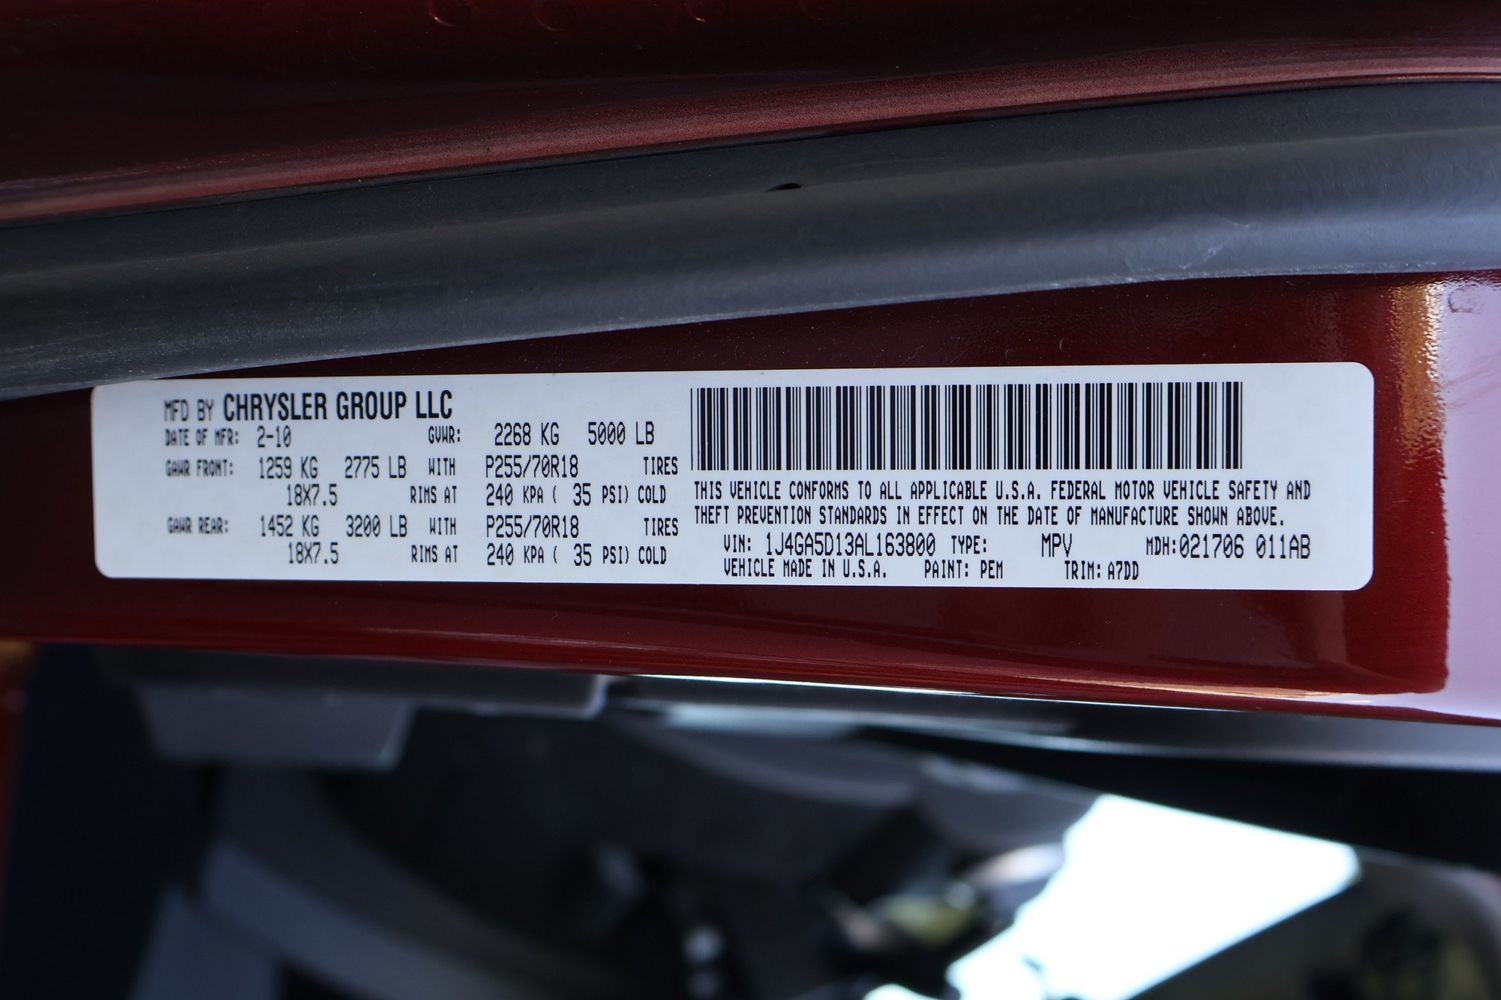 MFD BY CHRYSLER GROUP LLC
DATE OF MFR: 2-10 GVWR: 2268 KG 5000 LB
GAWR FRONT: 1259 KG 2775 LB WITH P255/70R18 TIRES
18X7.5 RIMS AT 240 KPA ( 35 PSI) COLD
GAWR REAR: 1452 KG 3200 LB WITH P255/70R18 TIRES
18X7.5 RIMS AT 240 KPA ( 35 PSI) COLD
THIS VEHICLE CONFORMS TO ALL APPLICABLE U.S.A. FEDERAL MOTOR VEHICLE SAFETY AND
THEFT PREVENTION STANDARDS IN EFFECT ON THE DATE OF MANUFACTURE SHOWN ABOVE.
VIN: 1J4GA5D13AL163800 TYPE: MPV MDH:021706 011AB
VEHICLE MADE IN U.S.A. PAINT: PEM TRIM: A7DD